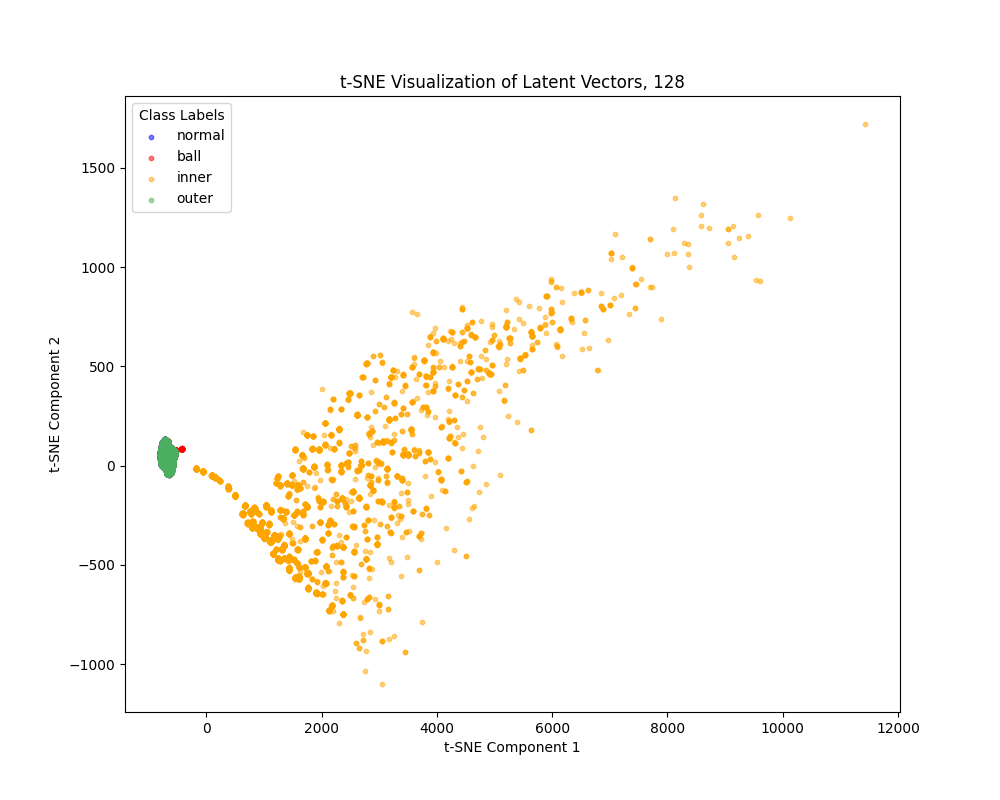 t-SNE Visualization of Latent Vectors, 128
Class Labels
normal
ball
inner
outer
t-SNE Component 2
1500
1000
500
0
−500
−1000
0 2000 4000 6000 8000 10000 12000
t-SNE Component 1